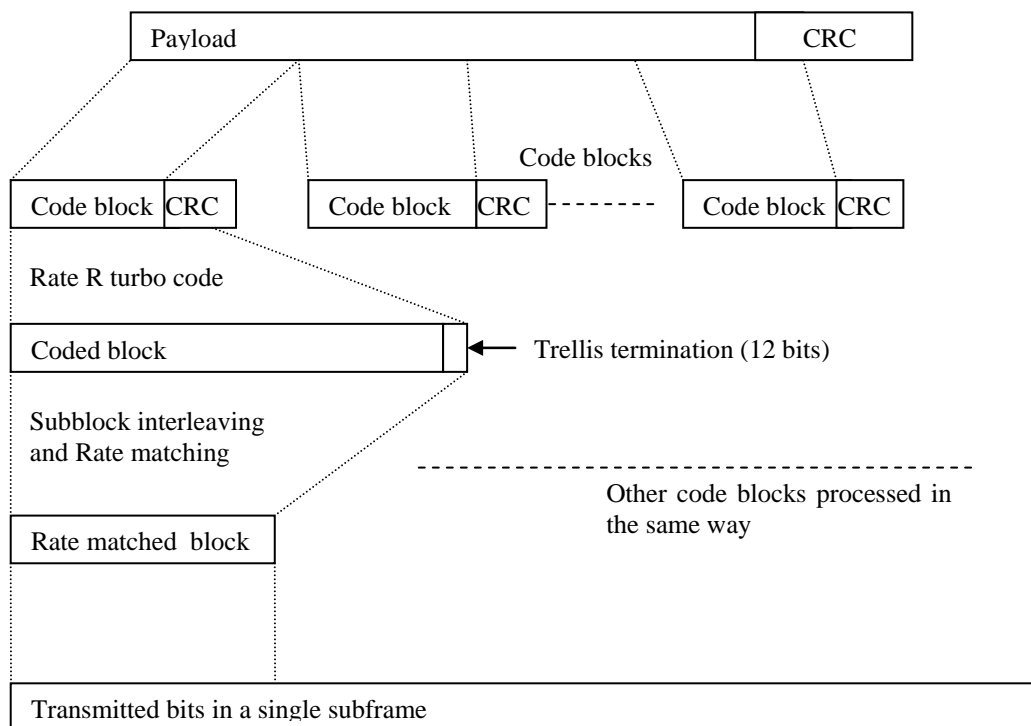 Payload CRC
Code blocks
Code block CRC Code block CRC Code block CRC
Rate R turbo code
Coded block
Trellis termination (12 bits)
Subblock interleaving
and Rate matching
Other code blocks processed in
the same way
Rate matched block
Transmitted bits in a single subframe